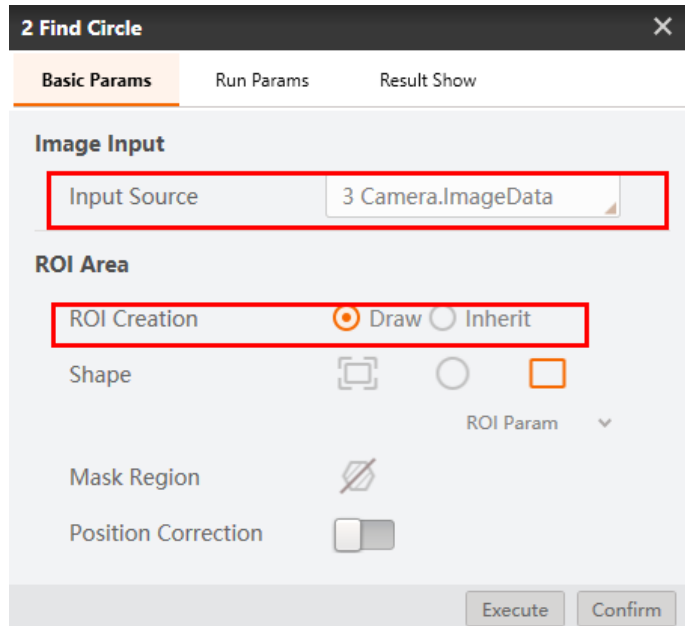 2 Find Circle
Basic Params Run Params Result Show
Image Input
Input Source 3 Camera.ImageData
ROI Area
ROI Creation Draw Inherit
Shape
ROI Param
Mask Region
Position Correction
Execute Confirm